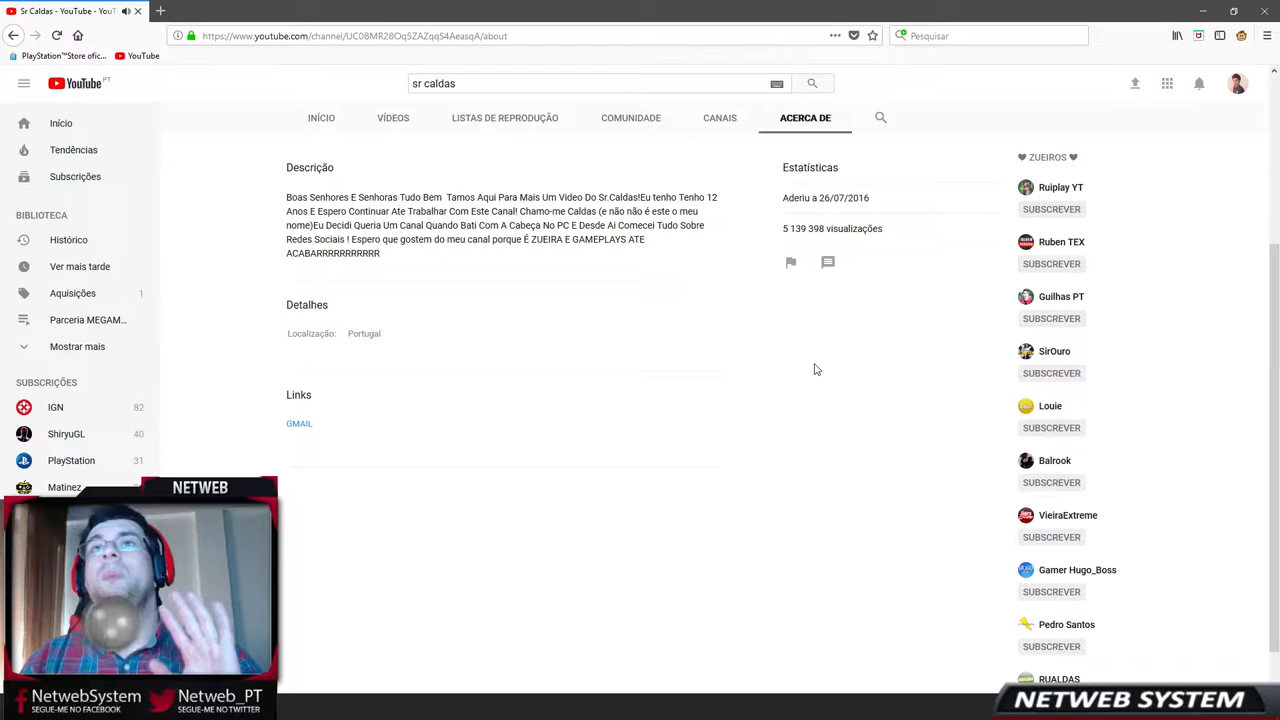 Sr Caldas - YouTube - YouT
https://www.youtube.com/channel/UC08MR28Oq5ZAZqqS4AeasqA/about
Pesquisar
PlayStation™Store ofic...
YouTube
YouTube PT
sr caldas
INÍCIO
VÍDEOS
LISTAS DE REPRODUÇÃO
COMUNIDADE
CANAIS
ACERCA DE
Início
Tendências
Subscrições
BIBLIOTECA
Histórico
Ver mais tarde
Aquisições 1
Parceria MEGAM...
Mostrar mais
SUBSCRIÇÕES
IGN 82
ShiryuGL 40
PlayStation 31
Matinez
Descrição
Boas Senhores E Senhoras Tudo Bem Tamos Aqui Para Mais Um Video Do Sr.Caldas!Eu tenho Tenho 12
Anos E Espero Continuar Ate Trabalhar Com Este Canal! Chamo-me Caldas (e não não é este o meu
nome)Eu Decidi Queria Um Canal Quando Bati Com A Cabeça No PC E Desde Ai Comecei Tudo Sobre
Redes Sociais ! Espero que gostem do meu canal porque É ZUEIRA E GAMEPLAYS ATE
ACABARRRRRRRRRRR
Detalhes
Localização: Portugal
Links
GMAIL
Estatísticas
Aderiu a 26/07/2016
5 139 398 visualizações
♥ ZUEIROS ♥
Ruiplay YT
SUBSCREVER
Ruben TEX
SUBSCREVER
Guilhas PT
SUBSCREVER
SirOuro
SUBSCREVER
Louie
SUBSCREVER
Balrook
SUBSCREVER
VieiraExtreme
SUBSCREVER
Gamer Hugo_Boss
SUBSCREVER
Pedro Santos
SUBSCREVER
RUALDAS
NETWEB
NetwebSystem
SEGUE-ME NO FACEBOOK
Netweb_PT
SEGUE-ME NO TWITTER
NETWEB SYSTEM